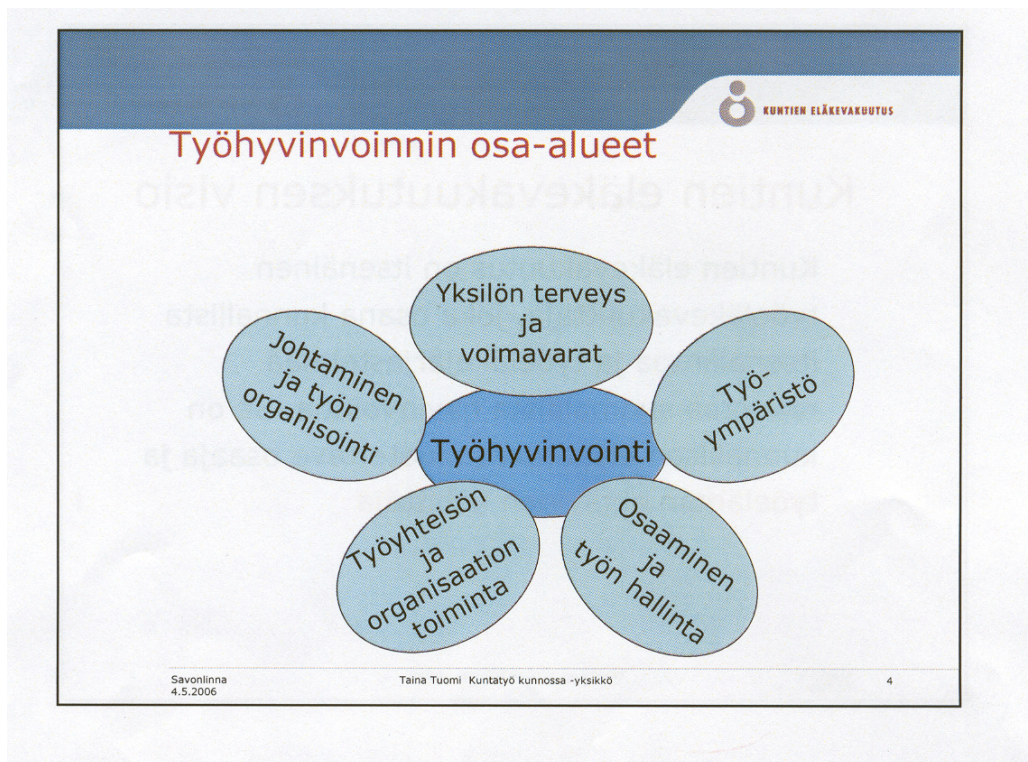 KUNTIEN ELÄKEVAKUUTUS
Työhyvinvoinnin osa-alueet
Yksilön terveys
ja
voimavarat
Johtaminen
ja työn
organisointi
Työ-
ympäristö
Työhyvinvointi
Työyhteisön
ja
organisaation
toiminta
Osaaminen
ja
työn hallinta
Savonlinna
4.5.2006
Taina Tuomi Kuntatyö kunnossa -yksikkö
4